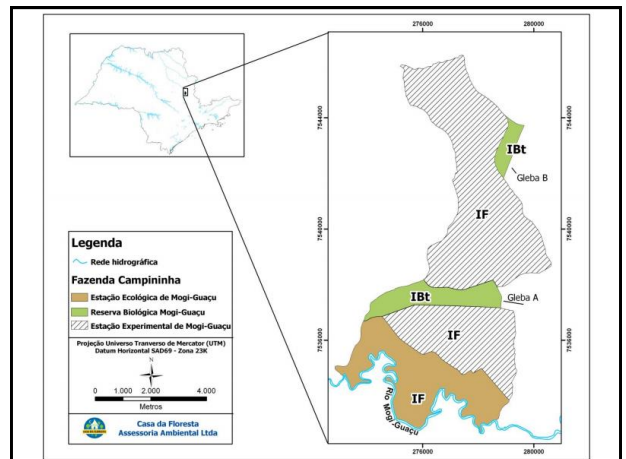 276000
280000
7544000
IBt
Gleba B
IF
7540000
Legenda
Rede hidrográfica
Fazenda Campininha
Estação Ecológica de Mogi-Guaçu
Reserva Biológica Mogi-Guaçu
Estação Experimental de Mogi-Guaçu
IBt
Gleba A
IF
7536000
Projeção Universo Tranverso de Mercator (UTM)
Datum Horizontal SAD69 - Zona 23K
N
0 1.000 2.000 4.000
Metros
IF
Rio Mogi-Guaçu
Casa da Floresta
Assessoria Ambiental Ltda
276000
280000